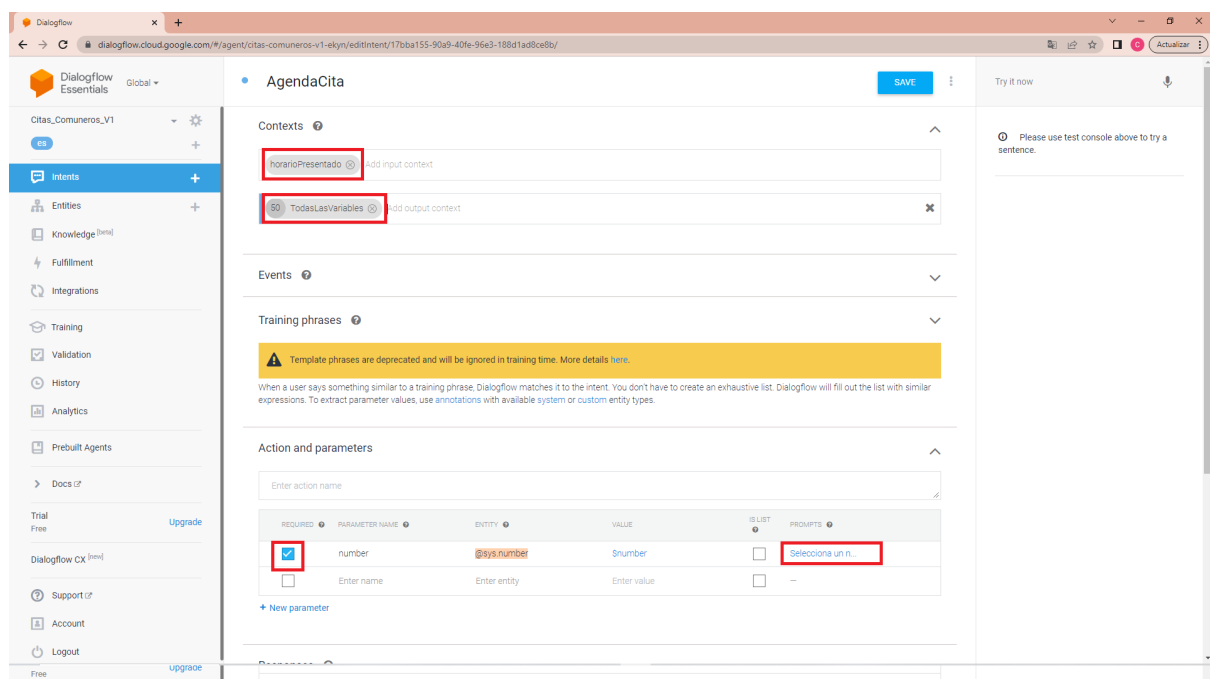 Dialogflow
dialogflow.cloud.google.com/#/agent/citas-comuneros-v1-ekyn/editIntent/17bba155-90a9-40fe-96e3-188d1ad8ce8b/
C
Actualizar
Dialogflow
Essentials
Global
AgendaCita
SAVE
Try it now
Citas_Comuneros_V1
es
Intents
Entities
Knowledge [beta]
Fulfillment
Integrations
Training
Validation
History
Analytics
Prebuilt Agents
Docs
Trial
Free
Upgrade
Dialogflow CX [new]
Support
Account
Logout
Free
Upgrade
Contexts
horarioPresentado
Add input context
50 TodasLasVariables
Add output context
Events
Training phrases
Template phrases are deprecated and will be ignored in training time. More details here.
When a user says something similar to a training phrase, Dialogflow matches it to the intent. You don't have to create an exhaustive list. Dialogflow will fill out the list with similar
expressions. To extract parameter values, use annotations with available system or custom entity types.
Action and parameters
Enter action name
REQUIRED PARAMETER NAME ENTITY VALUE IS LIST PROMPTS
number @sys.number $number Selecciona un n...
Enter name Enter entity Enter value –
+ New parameter
Responses
Please use test console above to try a
sentence.